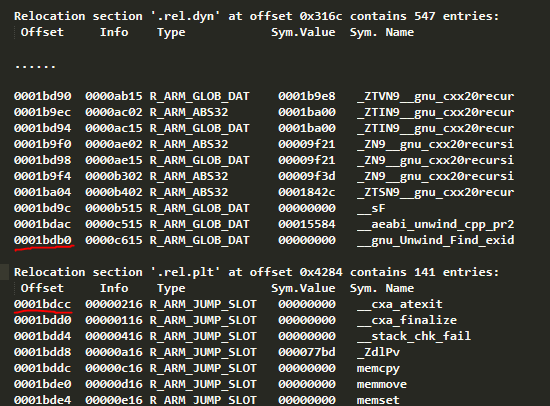 Relocation section '.rel.dyn' at offset 0x316c contains 547 entries:
Offset Info Type Sym.Value Sym. Name
......
0001bd90 0000ab15 R_ARM_GLOB_DAT 0001b9e8 _ZTVN9__gnu_cxx20recur
0001b9ec 0000ac02 R_ARM_ABS32 0001ba00 _ZTIN9__gnu_cxx20recur
0001bd94 0000ac15 R_ARM_GLOB_DAT 0001ba00 _ZTIN9__gnu_cxx20recur
0001b9f0 0000ae02 R_ARM_ABS32 00009f21 _ZN9__gnu_cxx20recursi
0001bd98 0000ae15 R_ARM_GLOB_DAT 00009f21 _ZN9__gnu_cxx20recursi
0001b9f4 0000b302 R_ARM_ABS32 00009f3d _ZN9__gnu_cxx20recursi
0001ba04 0000b402 R_ARM_ABS32 0001842c _ZTSN9__gnu_cxx20recur
0001bd9c 0000b515 R_ARM_GLOB_DAT 00000000 __sF
0001bdac 0000c515 R_ARM_GLOB_DAT 00015584 __aeabi_unwind_cpp_pr2
0001bdb0 0000c615 R_ARM_GLOB_DAT 00000000 __gnu_Unwind_Find_exid
Relocation section '.rel.plt' at offset 0x4284 contains 141 entries:
Offset Info Type Sym.Value Sym. Name
0001bdcc 00000216 R_ARM_JUMP_SLOT 00000000 __cxa_atexit
0001bdd0 00000116 R_ARM_JUMP_SLOT 00000000 __cxa_finalize
0001bdd4 00000416 R_ARM_JUMP_SLOT 00000000 __stack_chk_fail
0001bdd8 00000a16 R_ARM_JUMP_SLOT 000077bd _ZdlPv
0001bddc 00000c16 R_ARM_JUMP_SLOT 00000000 memcpy
0001bde0 00000d16 R_ARM_JUMP_SLOT 00000000 memmove
0001bde4 00000e16 R_ARM_JUMP_SLOT 00000000 memset